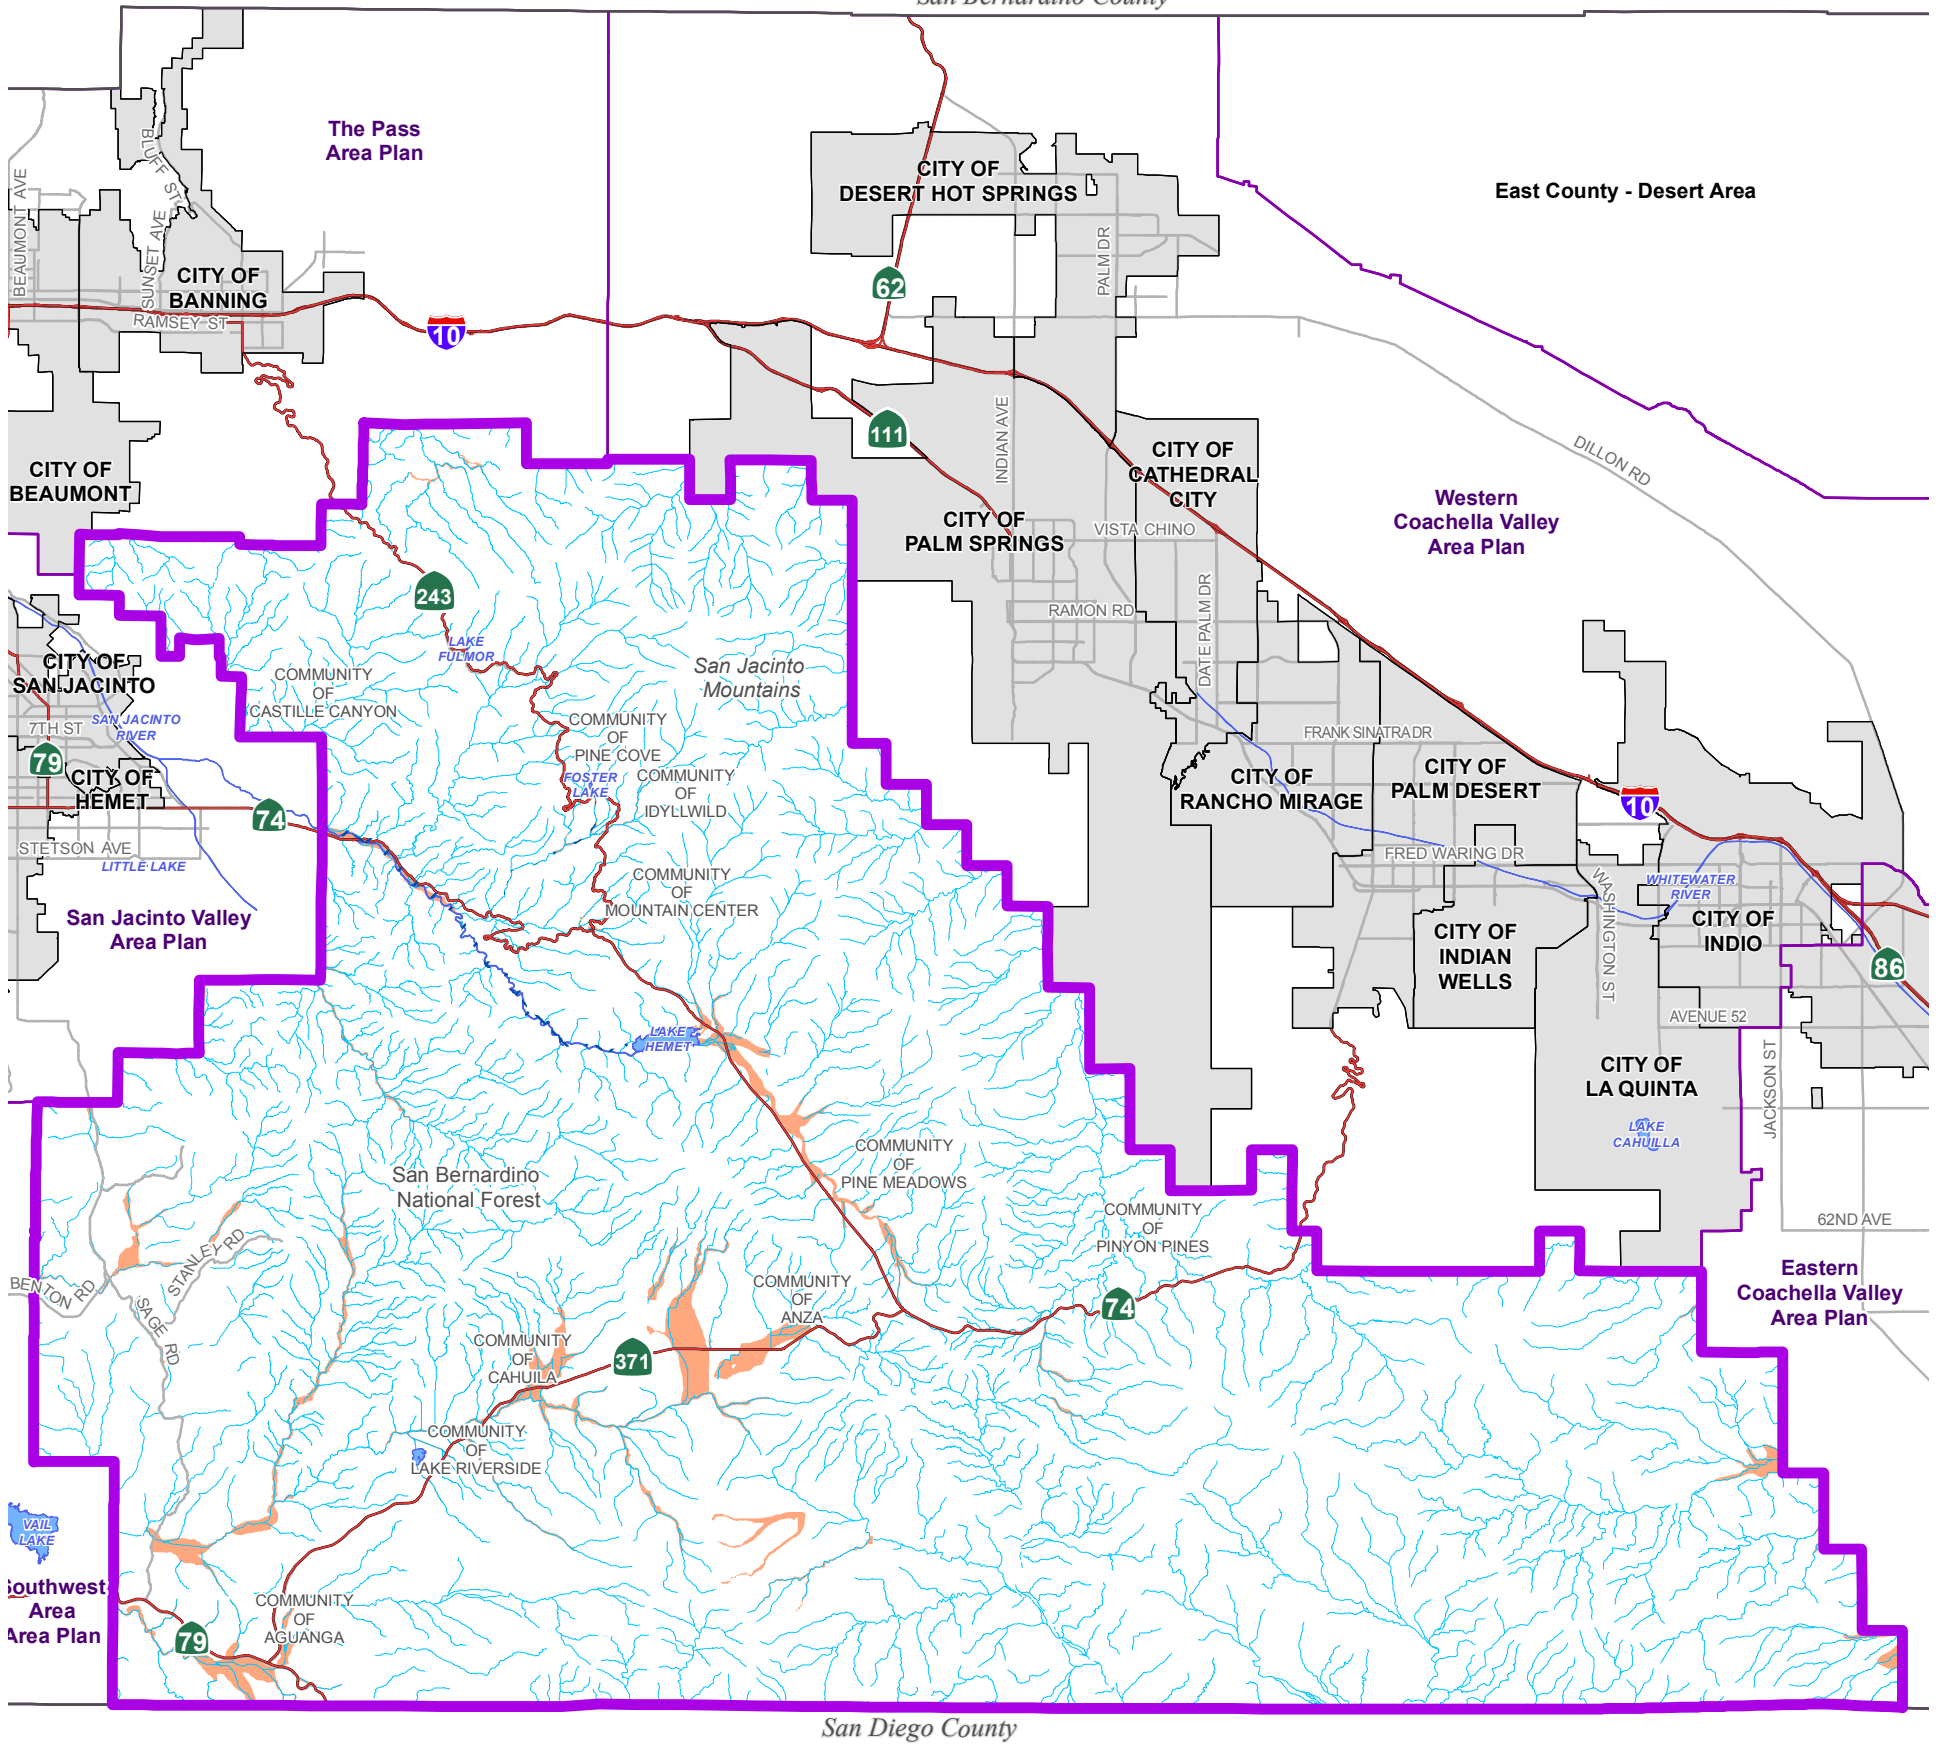 San Bernardino County
The Pass
Area Plan
BLUFF ST
BEAUMONT AVE
SUNSET AVE
CITY OF
BANNING
RAMSEY ST
10
CITY OF
DESERT HOT SPRINGS
PALM DR
62
East County - Desert Area
CITY OF
BEAUMONT
111
INDIAN AVE
CITY OF
CATHEDRAL
CITY
DILLON RD
CITY OF
PALM SPRINGS
VISTA CHINO
Western
Coachella Valley
Area Plan
243
RAMON RD
DATE PALM DR
LAKE
FULMOR
San Jacinto
Mountains
CITY OF
SAN JACINTO
COMMUNITY
OF
CASTILLE CANYON
SAN JACINTO
RIVER
7TH ST
79
CITY OF
HEMET
74
STETSON AVE
LITTLE LAKE
COMMUNITY
OF
PINE COVE
FOSTER
LAKE
COMMUNITY
OF
IDYLLWILD
FRANK SINATRA DR
CITY OF
RANCHO MIRAGE
CITY OF
PALM DESERT
10
FRED WARING DR
WASHINGTON ST
WHITEWATER
RIVER
San Jacinto Valley
Area Plan
COMMUNITY
OF
MOUNTAIN CENTER
CITY OF
INDIAN
WELLS
CITY OF
INDIO
86
AVENUE 52
LAKE
HEMET
CITY OF
LA QUINTA
JACKSON ST
LAKE
CAHUILLA
San Bernardino
National Forest
COMMUNITY
OF
PINE MEADOWS
COMMUNITY
OF
PINYON PINES
62ND AVE
STANLEY RD
BENTON RD
SAGE RD
COMMUNITY
OF
ANZA
74
Eastern
Coachella Valley
Area Plan
COMMUNITY
OF
CAHUILA
371
COMMUNITY
OF
LAKE RIVERSIDE
VAIL
LAKE
Southwest
Area
Area Plan
COMMUNITY
OF
AGUANGA
79
San Diego County